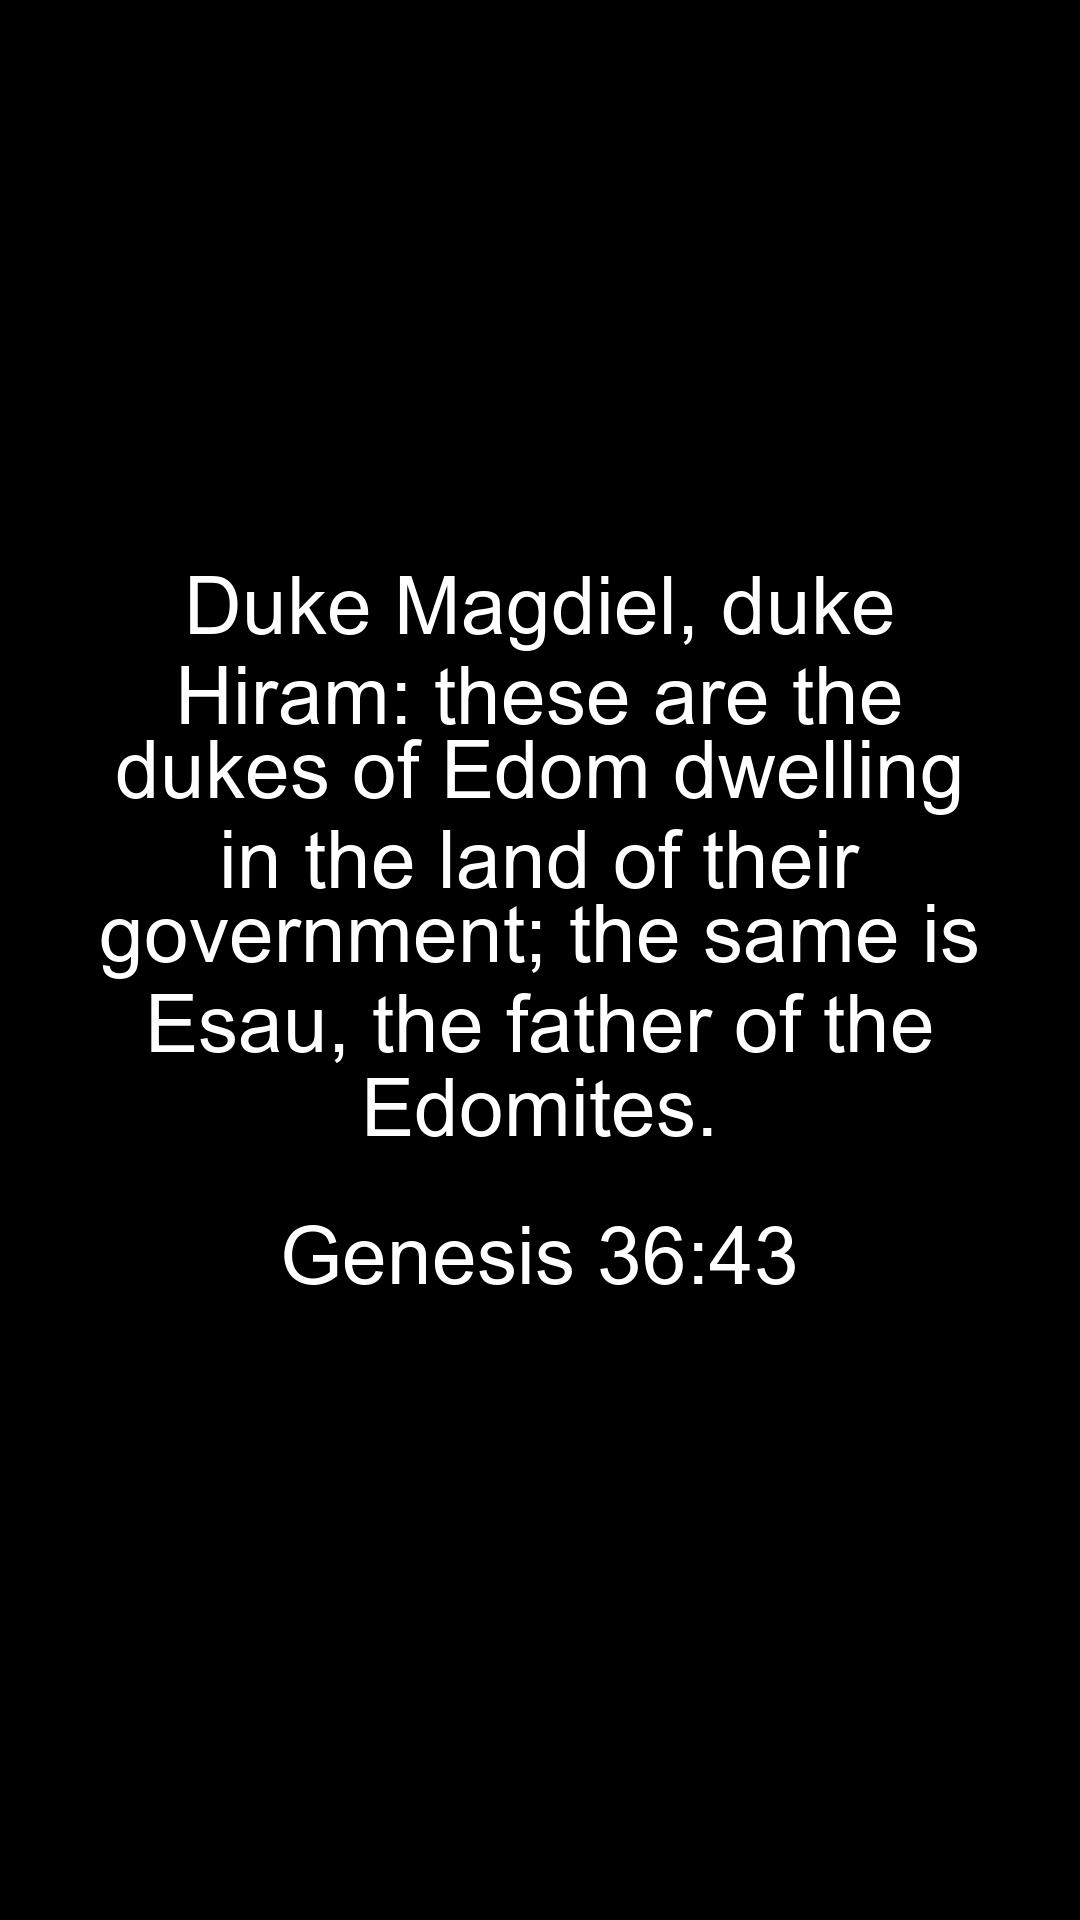 Duke Magdiel, duke
Hiram: these are the
dukes of Edom dwelling
in the land of their
government; the same is
Esau, the father of the
Edomites.
Genesis 36:43